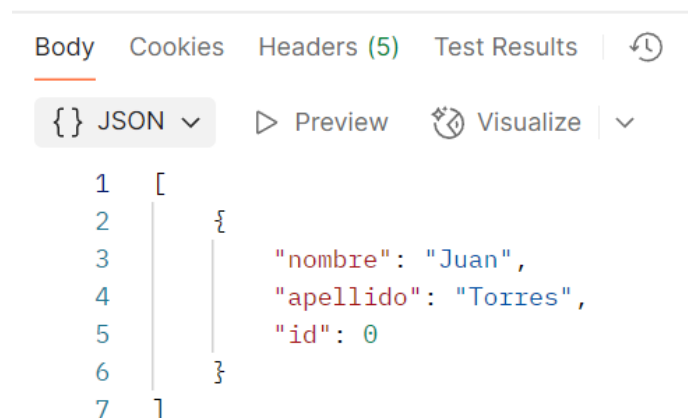 Body Cookies Headers (5) Test Results
{} JSON Preview Visualize
1 [
2 {
3 "nombre": "Juan",
4 "apellido": "Torres",
5 "id": 0
6 }
7 ]